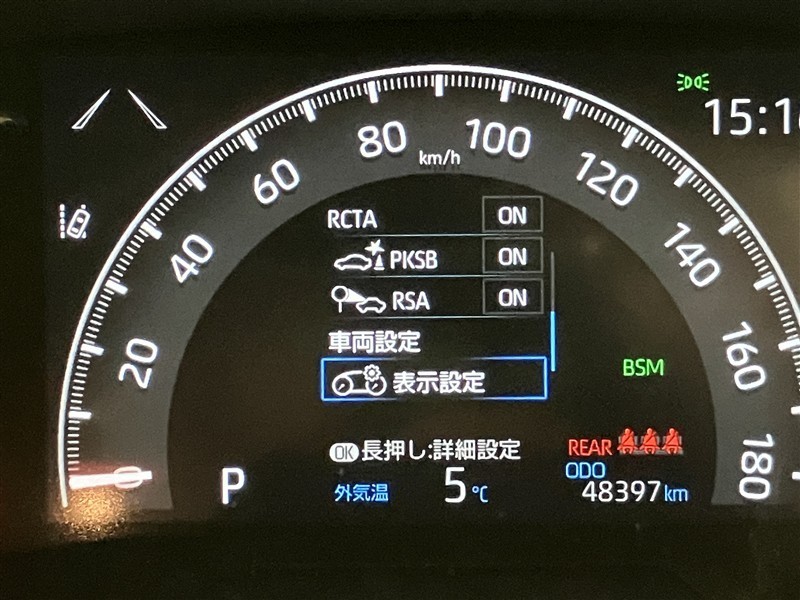 15:1
80
100
km/h
60
120
40
140
20
160
180
RCTA ON
PKSB ON
RSA ON
車両設定
表示設定
BSM
OK長押し:詳細設定
REAR
ODO
P
外気温 5℃
48397km